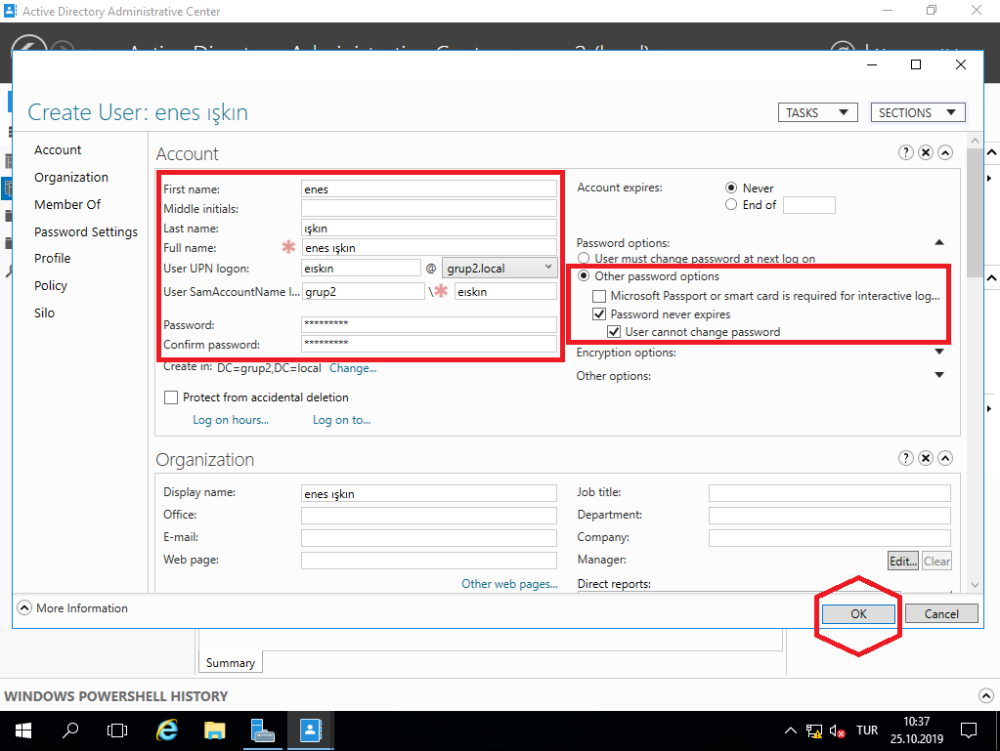 Active Directory Administrative Center
Create User: enes ışkın
TASKS
SECTIONS
Account
Organization
Member Of
Password Settings
Profile
Policy
Silo
Account
First name: enes
Middle initials:
Last name: ışkın
Full name: enes ışkın
User UPN logon: eıskın @ grup2.local
User SamAccountName l... grup2 \ eıskın
Password: *********
Confirm password: *********
Create in: DC=grup2,DC=local Change...
Protect from accidental deletion
Log on hours... Log on to...
Account expires: Never
End of
Password options:
User must change password at next log on
Other password options
Microsoft Passport or smart card is required for interactive log...
Password never expires
User cannot change password
Encryption options:
Other options:
Organization
Display name: enes ışkın
Office:
E-mail:
Web page:
Other web pages...
Job title:
Department:
Company:
Manager: Edit... Clear
Direct reports:
More Information
OK
Cancel
Summary
WINDOWS POWERSHELL HISTORY
TUR
10:37
25.10.2019